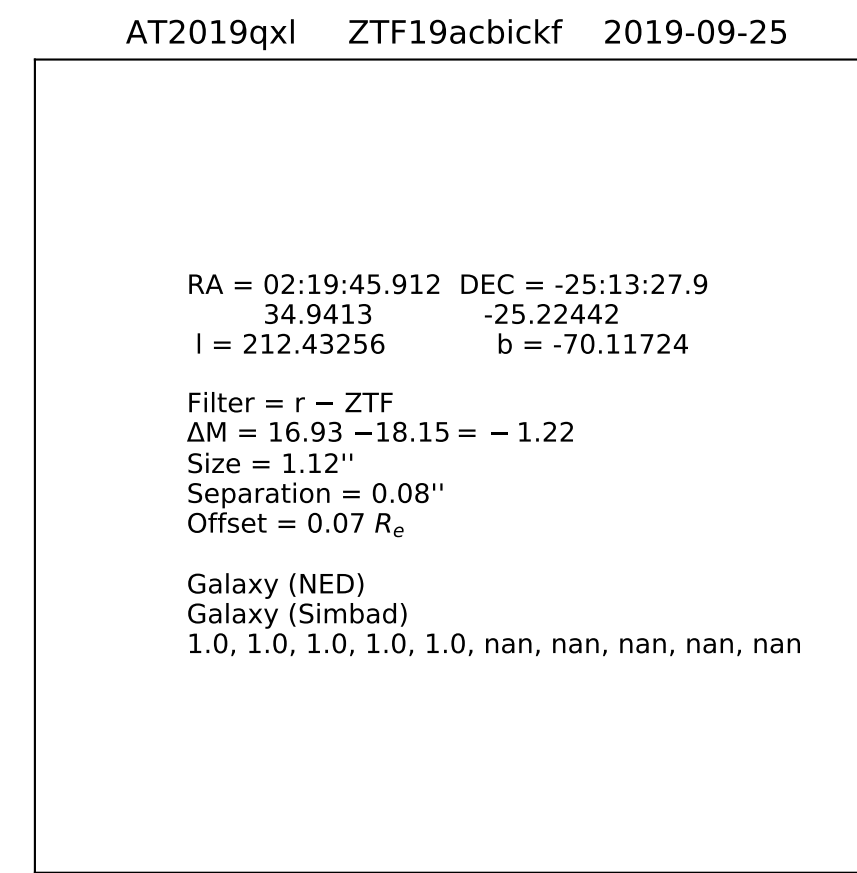 AT2019qxl ZTF19acbickf 2019-09-25
RA = 02:19:45.912 DEC = -25:13:27.9
34.9413 -25.22442
l = 212.43256 b = -70.11724
Filter = r − ZTF
ΔM = 16.93 −18.15 = − 1.22
Size = 1.12''
Separation = 0.08''
Offset = 0.07 Rₑ
Galaxy (NED)
Galaxy (Simbad)
1.0, 1.0, 1.0, 1.0, 1.0, nan, nan, nan, nan, nan